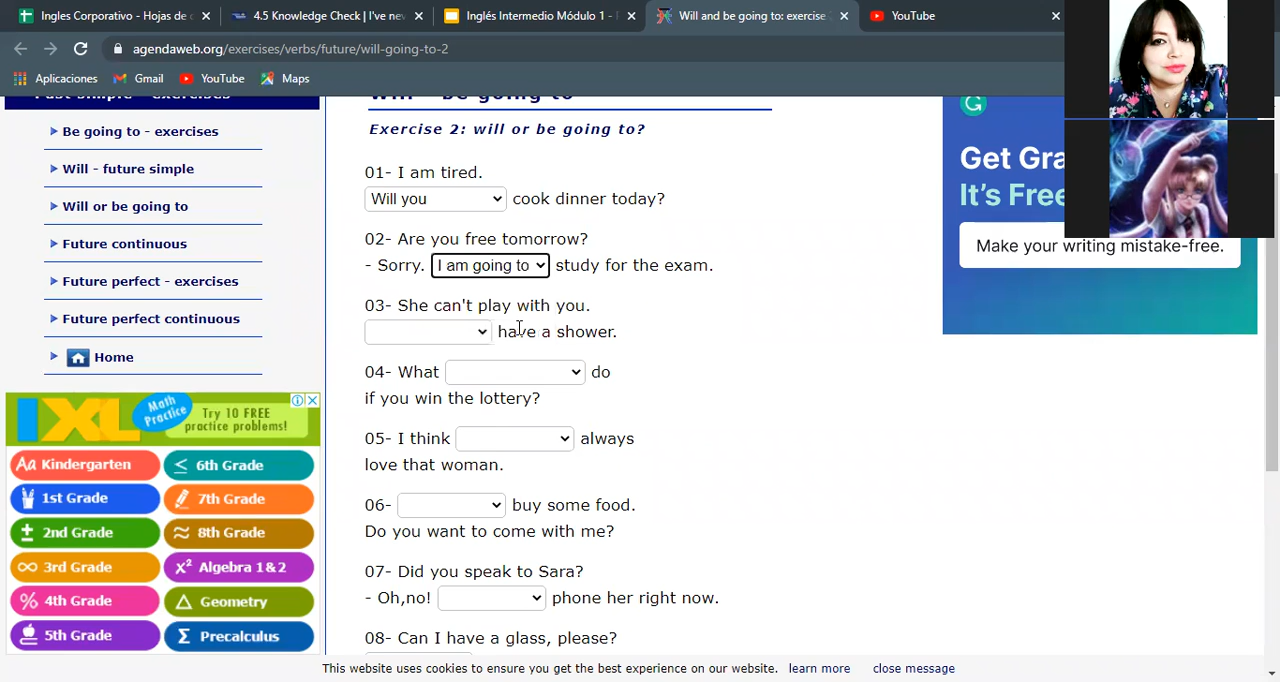 Ingles Corporativo - Hojas de
4.5 Knowledge Check | I've nev
Inglés Intermedio Módulo 1 -
Will and be going to: exercise
YouTube
agendaweb.org/exercises/verbs/future/will-going-to-2
Aplicaciones
Gmail
YouTube
Maps
Be going to - exercises
Will - future simple
Will or be going to
Future continuous
Future perfect - exercises
Future perfect continuous
Home
IXL
Math Practice
Try 10 FREE
practice problems!
Aa Kindergarten
≤ 6th Grade
1st Grade
7th Grade
± 2nd Grade
≈ 8th Grade
∞ 3rd Grade
x² Algebra 1 & 2
% 4th Grade
Geometry
5th Grade
Σ Precalculus
Exercise 2: will or be going to?
01- I am tired.
Will you cook dinner today?
02- Are you free tomorrow?
- Sorry. I am going to study for the exam.
03- She can't play with you.
have a shower.
04- What do
if you win the lottery?
05- I think always
love that woman.
06- buy some food.
Do you want to come with me?
07- Did you speak to Sara?
- Oh,no! phone her right now.
08- Can I have a glass, please?
Get Gra
It's Free
Make your writing mistake-free.
This website uses cookies to ensure you get the best experience on our website. learn more close message